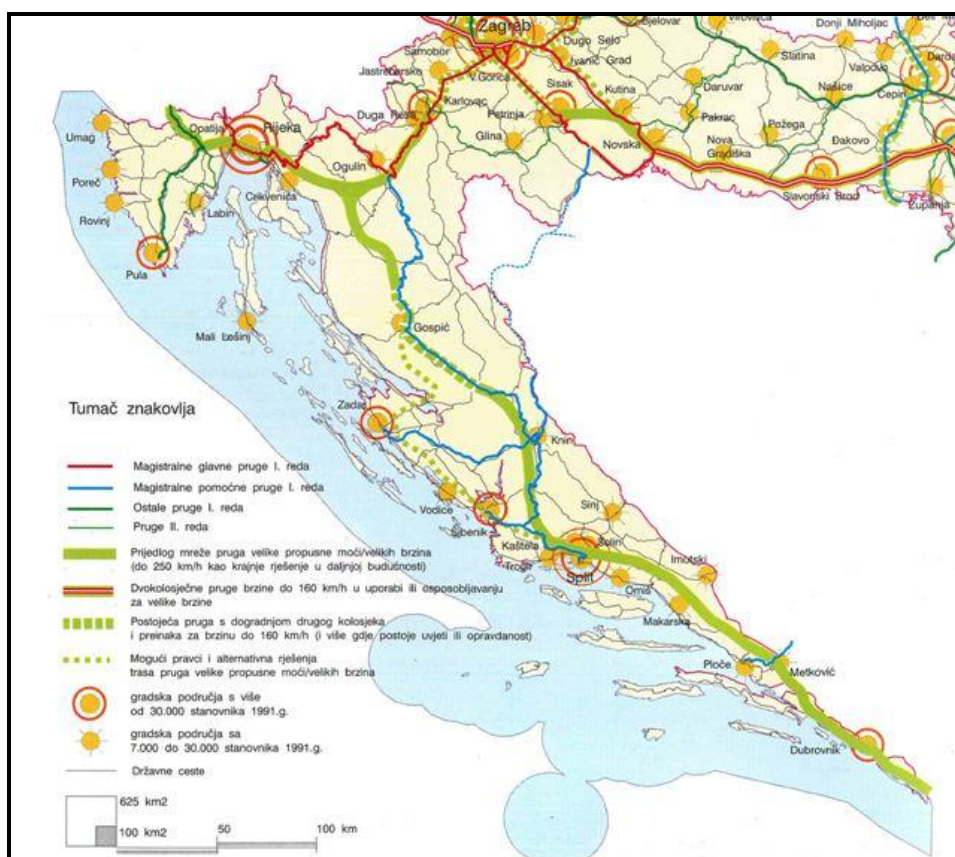 Zagreb
Bjelovar
Virovitica
Donji Miholjac
Samobor
Dugo Selo
Slatina
Valpovo
Darda
Jastrebarsko
V.Gorica
Ivanić Grad
Sisak
Kutina
Daruvar
Našice
Čepin
Duga Resa
Karlovac
Petrinja
Pakrac
Požega
Đakovo
Umag
Opatija
Rijeka
Glina
Novska
Nova
Gradiška
Ogulin
Slavonski Brod
Županja
Poreč
Crikvenica
Rovinj
Labin
Pula
Mali Lošinj
Gospić
Zadar
Tumač znakovlja
Knin
Magistralne glavne pruge I. reda
Magistralne pomoćne pruge I. reda
Ostale pruge I. reda
Pruge II. reda
Vodice
Šibenik
Sinj
Prijedlog mreže pruga velike propusne moći/velikih brzina
(do 250 km/h kao krajnje rješenje u daljnjoj budućnosti)
Kaštela
Solin
Imotski
Trogir
Split
Omiš
Dvokolosječne pruge brzine do 160 km/h u uporabi ili osposobljavanju
za velike brzine
Makarska
Postojeća pruga s dogradnjom drugog kolosjeka
i preinaka za brzinu do 160 km/h (i više gdje postoje uvjeti ili opravdanost)
Mogući pravci i alternativna rješenja
trasa pruga velike propusne moći/velikih brzina
Ploče
Metković
gradska područja s više
od 30.000 stanovnika 1991.g.
gradska područja sa
7.000 do 30.000 stanovnika 1991.g.
Dubrovnik
Državne ceste
625 km2
100 km2
50
100 km